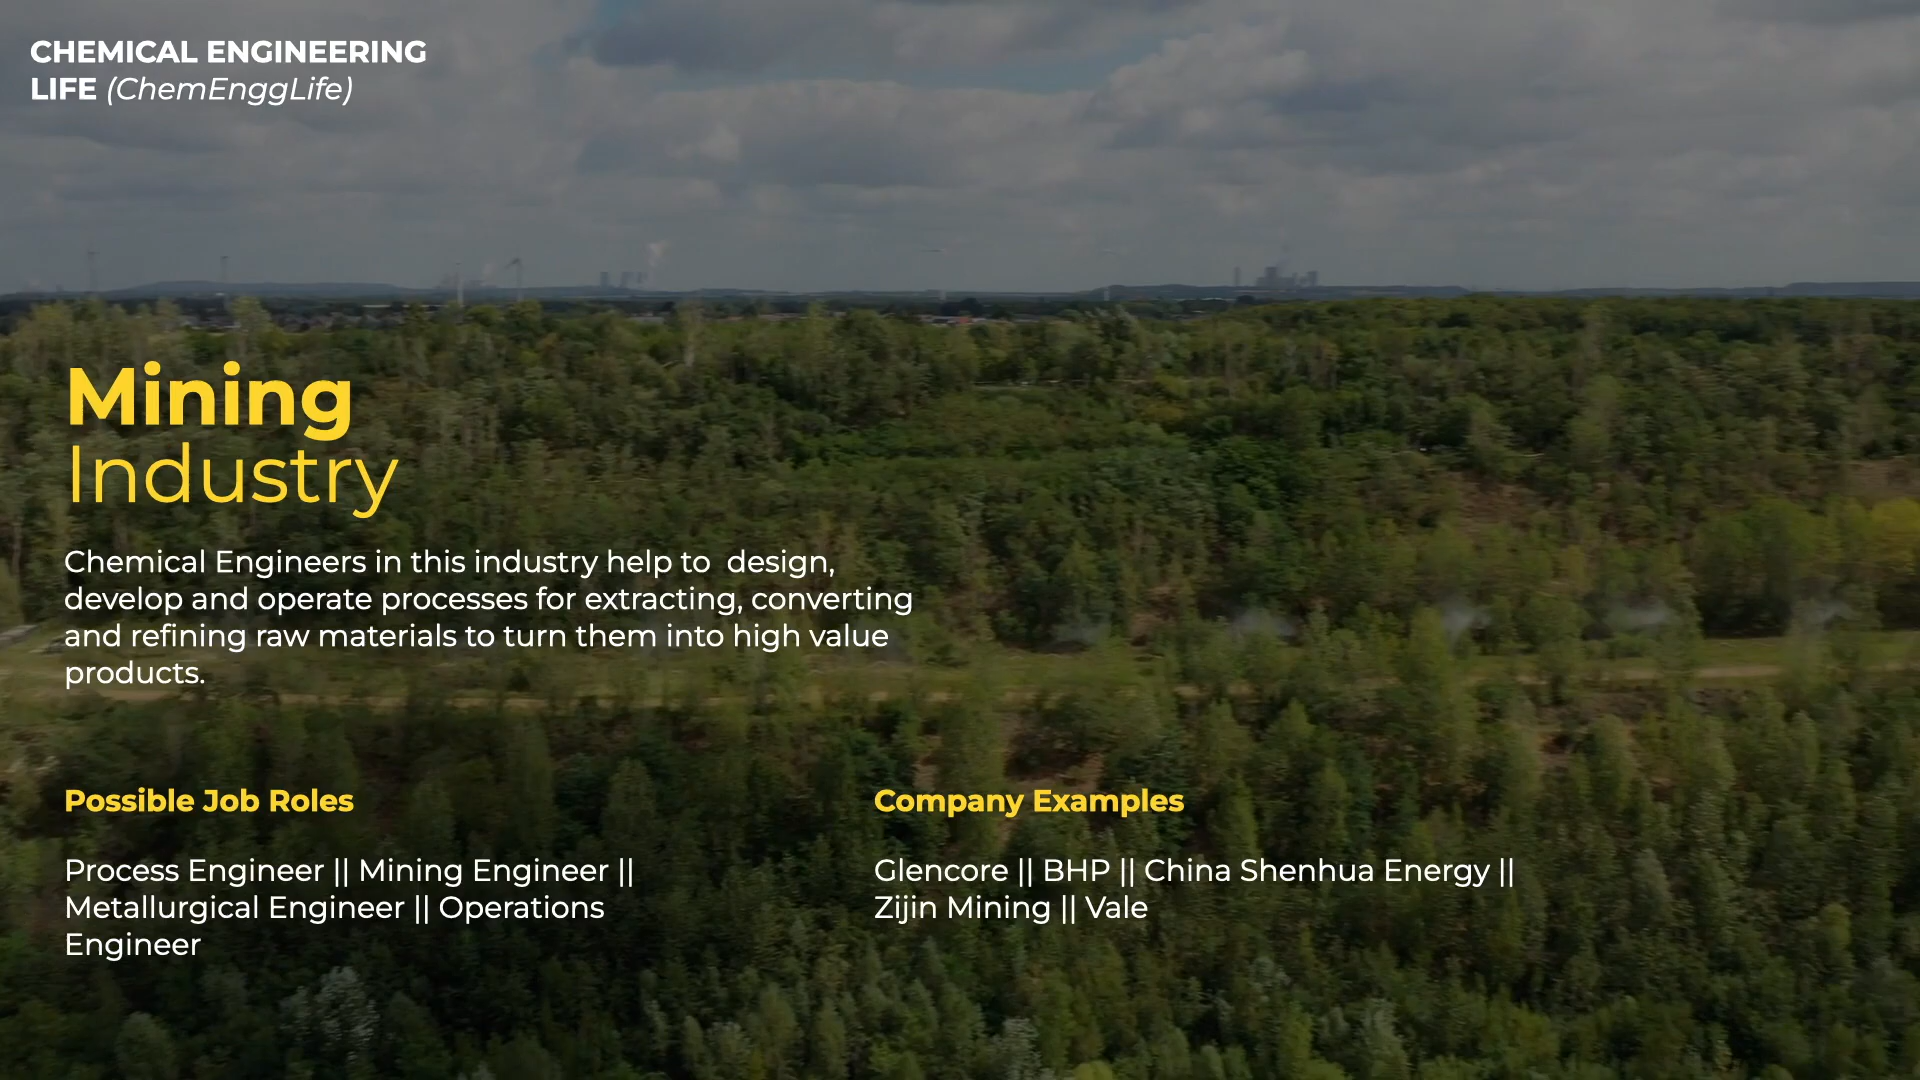 CHEMICAL ENGINEERING
LIFE (ChemEnggLife)
Mining
Industry
Chemical Engineers in this industry help to  design,
develop and operate processes for extracting, converting
and refining raw materials to turn them into high value
products.
Possible Job Roles
Process Engineer || Mining Engineer ||
Metallurgical Engineer || Operations
Engineer
Company Examples
Glencore || BHP || China Shenhua Energy ||
Zijin Mining || Vale